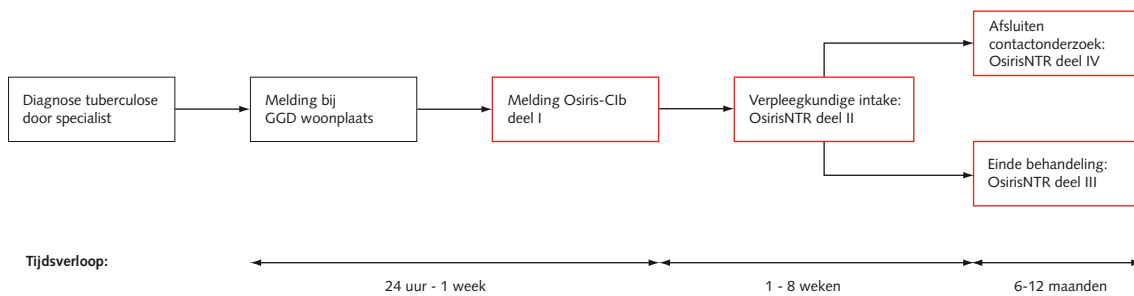 Afsluiten
contactonderzoek:
OsirisNTR deel IV
Diagnose tuberculose
door specialist
Melding bij
GGD woonplaats
Melding Osiris-CIb
deel I
Verpleegkundige intake:
OsirisNTR deel II
Einde behandeling:
OsirisNTR deel III
Tijdsverloop:
24 uur - 1 week
1 - 8 weken
6-12 maanden